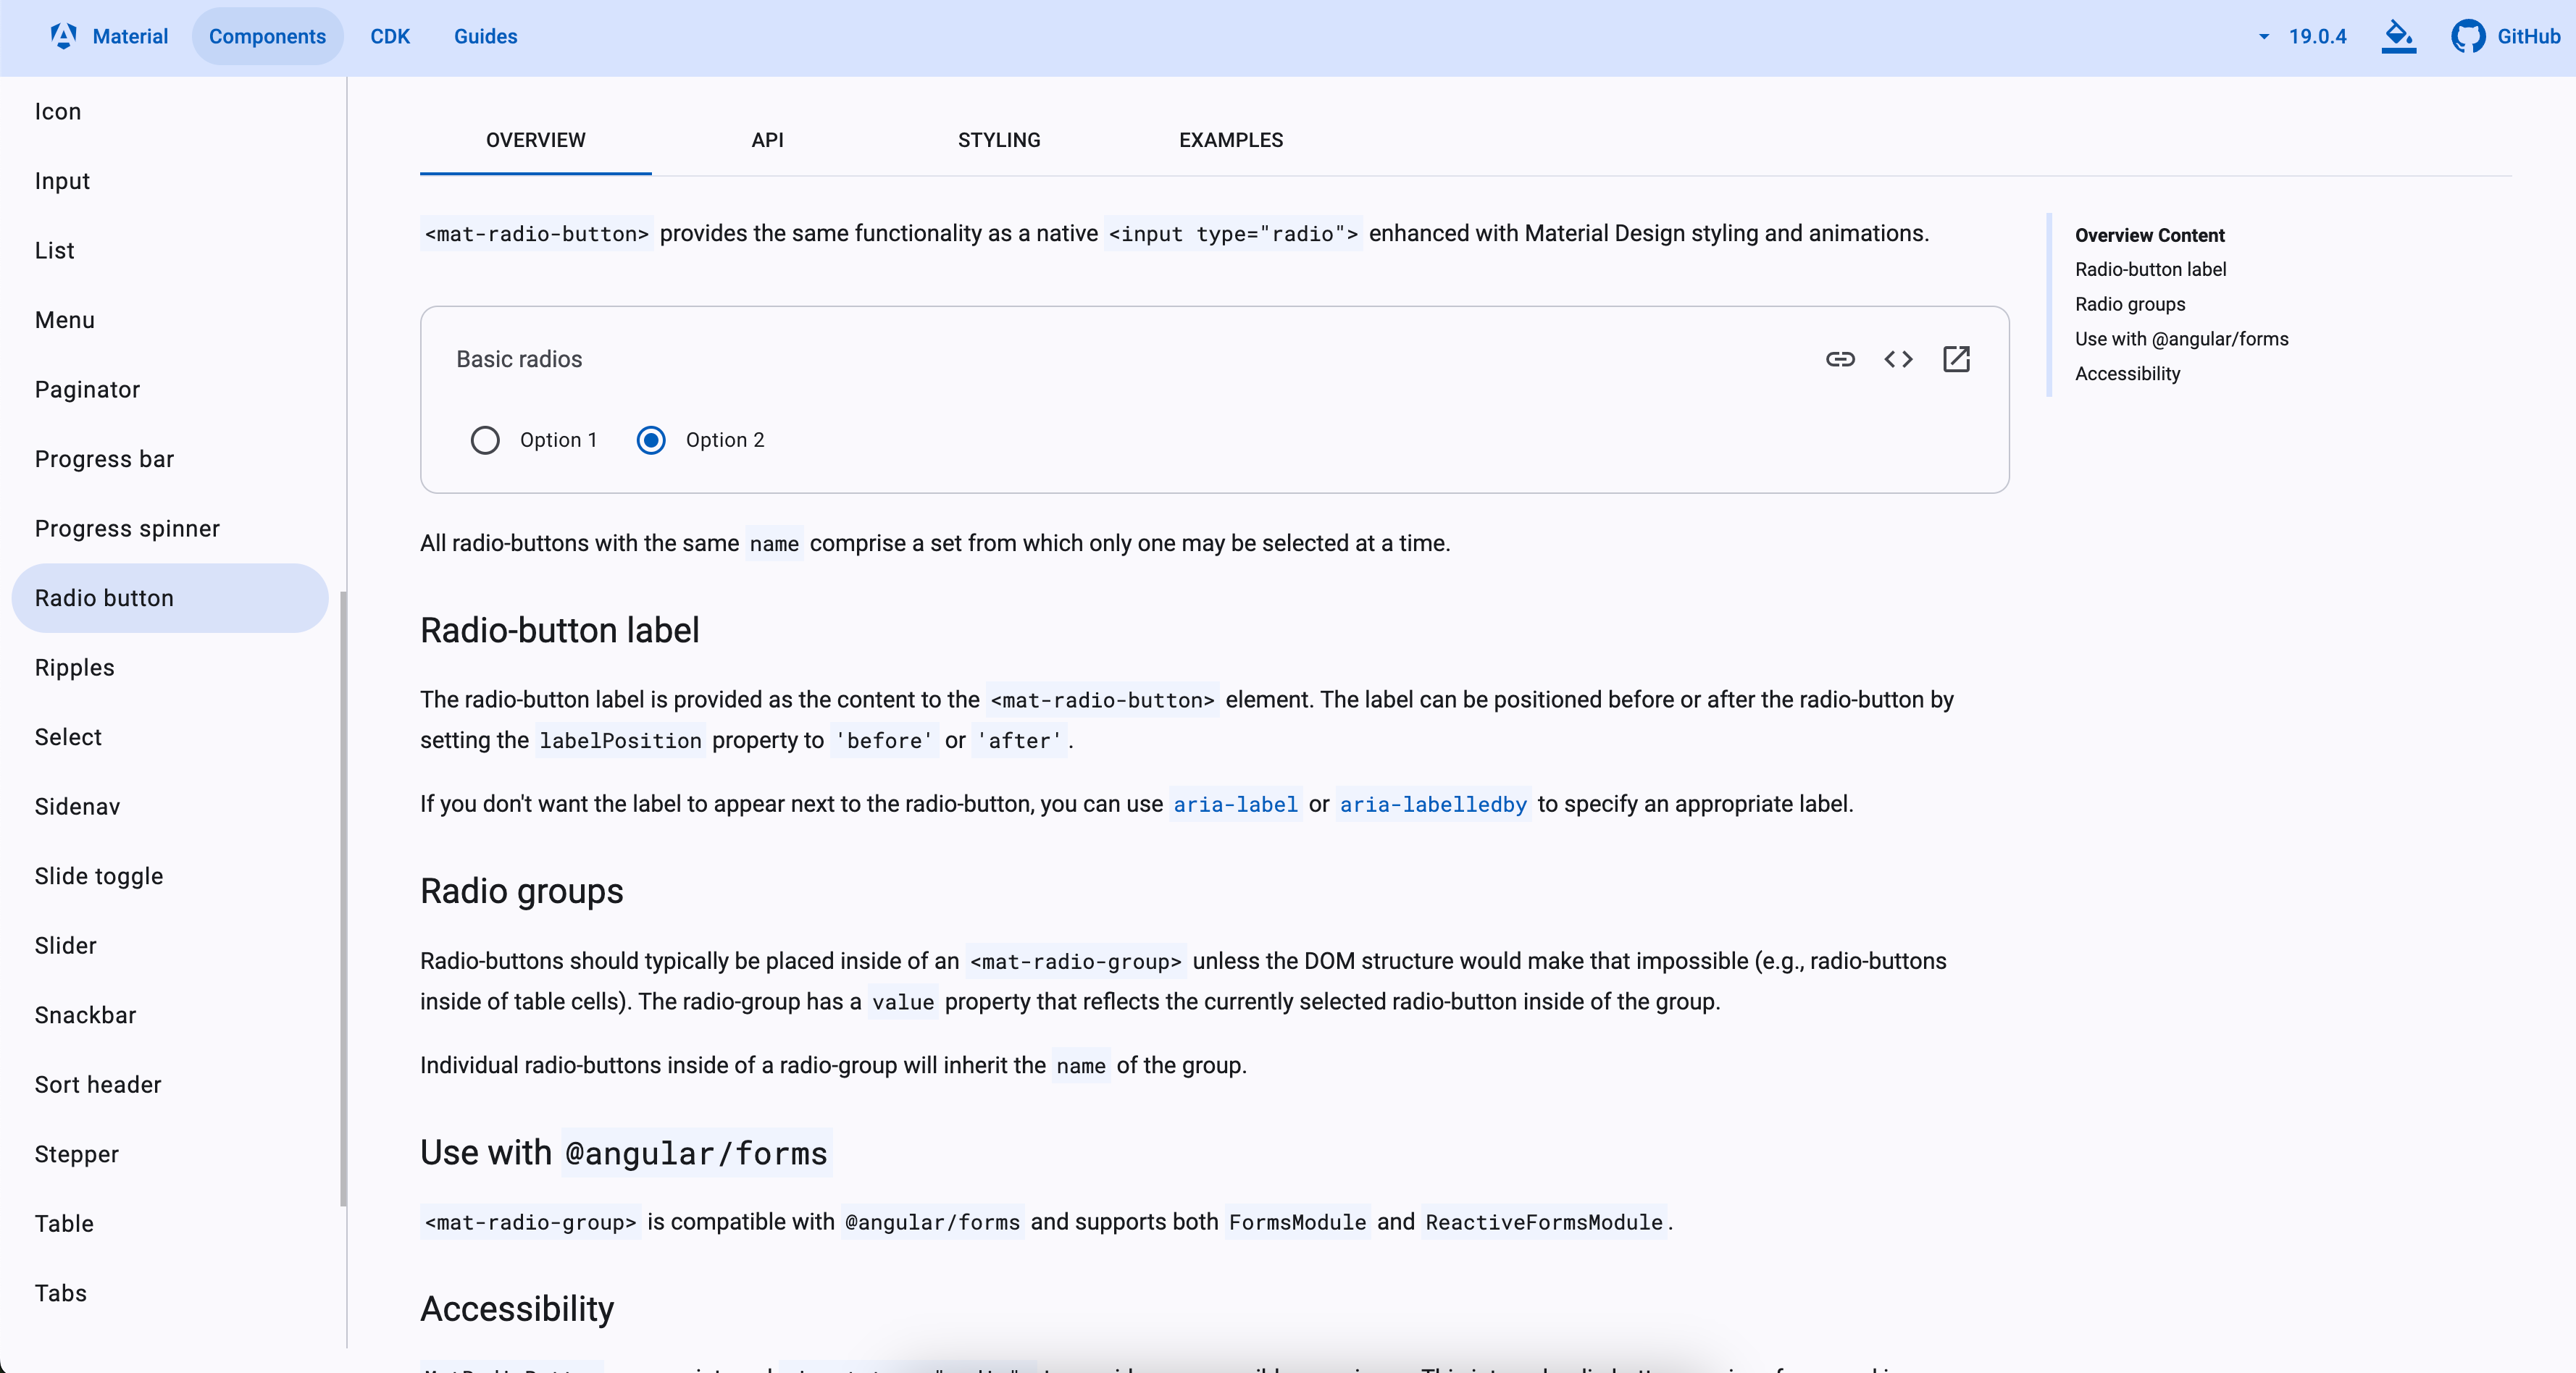 Material
Components
CDK
Guides
19.0.4
GitHub
Icon
Input
List
Menu
Paginator
Progress bar
Progress spinner
Radio button
Ripples
Select
Sidenav
Slide toggle
Slider
Snackbar
Sort header
Stepper
Table
Tabs
OVERVIEW
API
STYLING
EXAMPLES
<mat-radio-button> provides the same functionality as a native <input type="radio"> enhanced with Material Design styling and animations.
Basic radios
Option 1
Option 2
All radio-buttons with the same name comprise a set from which only one may be selected at a time.
Radio-button label
The radio-button label is provided as the content to the <mat-radio-button> element. The label can be positioned before or after the radio-button by
setting the labelPosition property to 'before' or 'after'.
If you don't want the label to appear next to the radio-button, you can use aria-label or aria-labelledby to specify an appropriate label.
Radio groups
Radio-buttons should typically be placed inside of an <mat-radio-group> unless the DOM structure would make that impossible (e.g., radio-buttons
inside of table cells). The radio-group has a value property that reflects the currently selected radio-button inside of the group.
Individual radio-buttons inside of a radio-group will inherit the name of the group.
Use with @angular/forms
<mat-radio-group> is compatible with @angular/forms and supports both FormsModule and ReactiveFormsModule.
Accessibility
Overview Content
Radio-button label
Radio groups
Use with @angular/forms
Accessibility